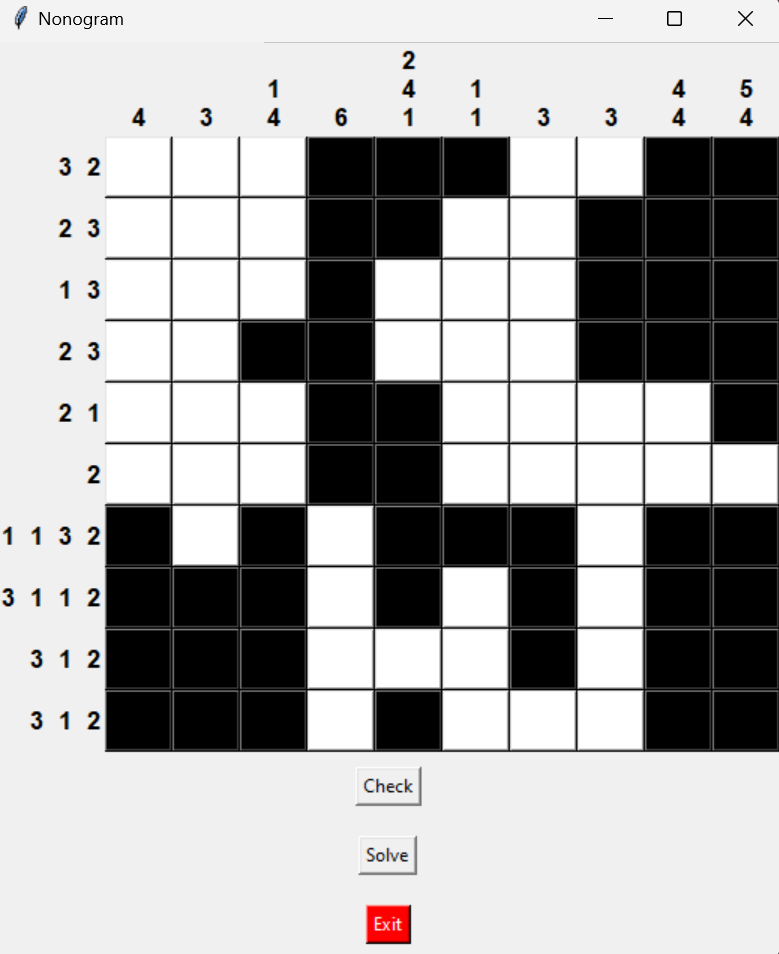 Nonogram
2
1 4 1 4 5
4 3 4 6 1 1 3 3 4 4
3 2
2 3
1 3
2 3
2 1
2
1 1 3 2
3 1 1 2
3 1 2
3 1 2
Check
Solve
Exit